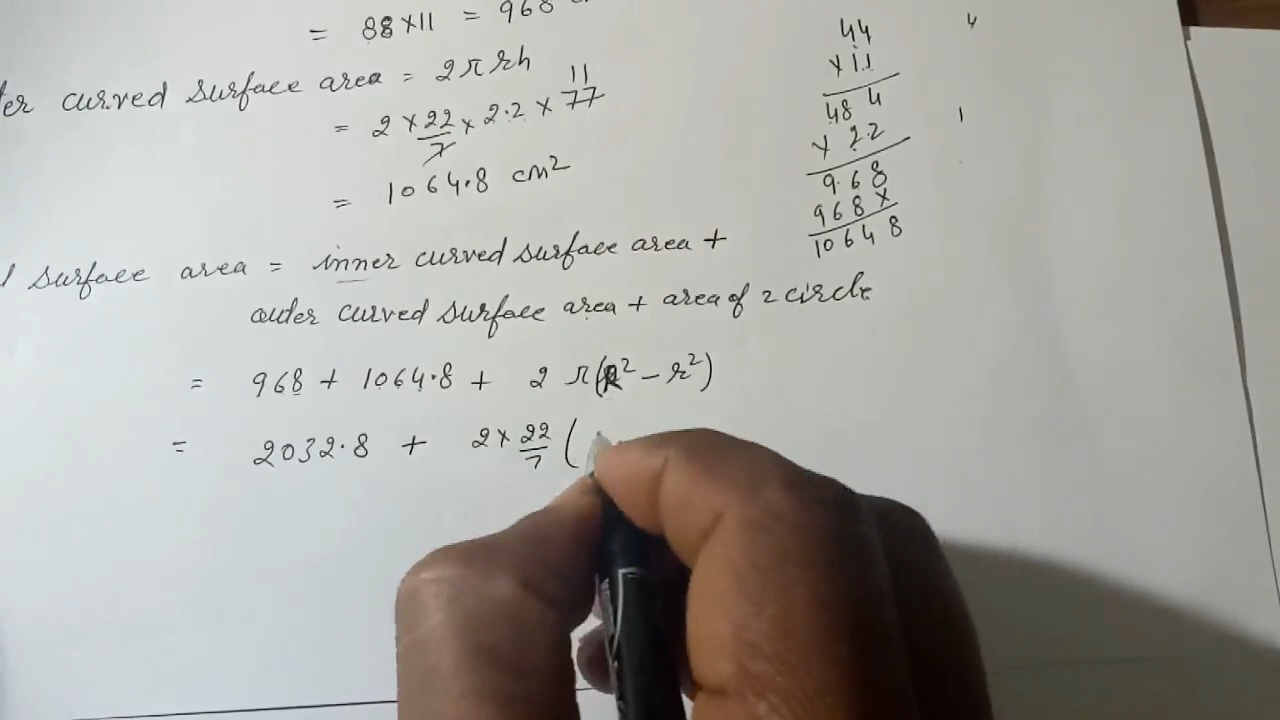 = 88 × 11 = 968
curved surface area = 2πrh
11
= 2 × 22/7 × 2.2 × 77
= 1064.8 cm²
surface area = inner curved surface area +
outer curved surface area + area of 2 circle
= 968 + 1064.8 + 2 π(R² - r²)
= 2032.8 + 2 × 22/7 (
44
× 11
484
× 22
968
968×
10648
4
1